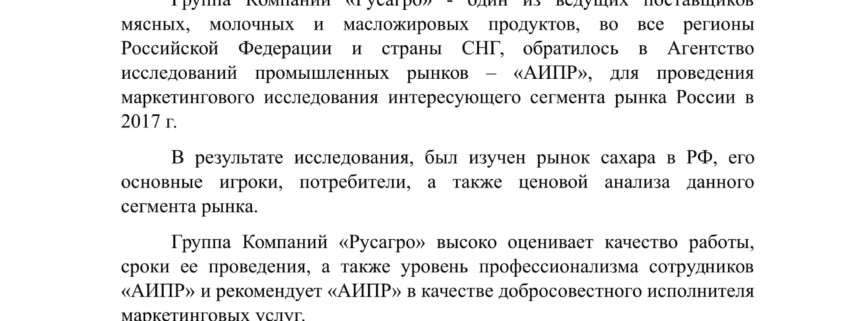 Группа Компаний «Русагро» - один из ведущих поставщиков
мясных, молочных и масложировых продуктов, во все регионы
Российской Федерации и страны СНГ, обратилось в Агентство
исследований промышленных рынков – «АИПР», для проведения
маркетингового исследования интересующего сегмента рынка России в
2017 г.
В результате исследования, был изучен рынок сахара в РФ, его
основные игроки, потребители, а также ценовой анализа данного
сегмента рынка.
Группа Компаний «Русагро» высоко оценивает качество работы,
сроки ее проведения, а также уровень профессионализма сотрудников
«АИПР» и рекомендует «АИПР» в качестве добросовестного исполнителя
маркетинговых услуг.